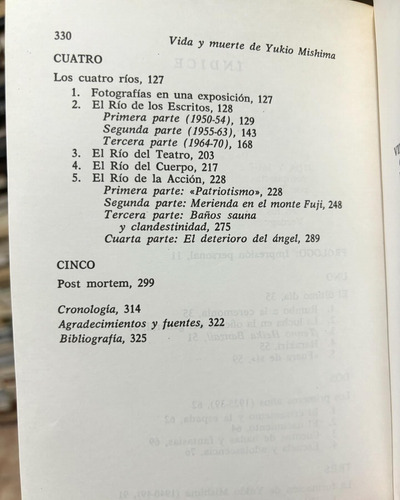 330 Vida y muerte de Yukio Mishima
CUATRO
Los cuatro ríos, 127
1. Fotografías en una exposición, 127
2. El Río de los Escritos, 128
Primera parte (1950-54), 129
Segunda parte (1955-63), 143
Tercera parte (1964-70), 168
3. El Río del Teatro, 203
4. El Río del Cuerpo, 217
5. El Río de la Acción, 228
Primera parte: «Patriotismo», 228
Segunda parte: Merienda en el monte Fuji, 248
Tercera parte: Baños sauna
y clandestinidad, 275
Cuarta parte: El deterioro del ángel, 289
CINCO
Post mortem, 299
Cronología, 314
Agradecimientos y fuentes, 322
Bibliografía, 325